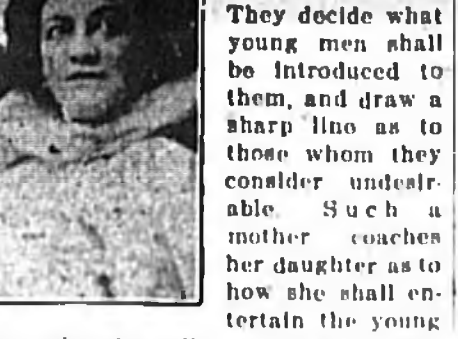 They decide what
young men shall
be introduced to
them, and draw a
sharp line as to
those whom they
consider undesir-
able. Such a
mother coaches
her daughter as to
how she shall en-
tertain the young